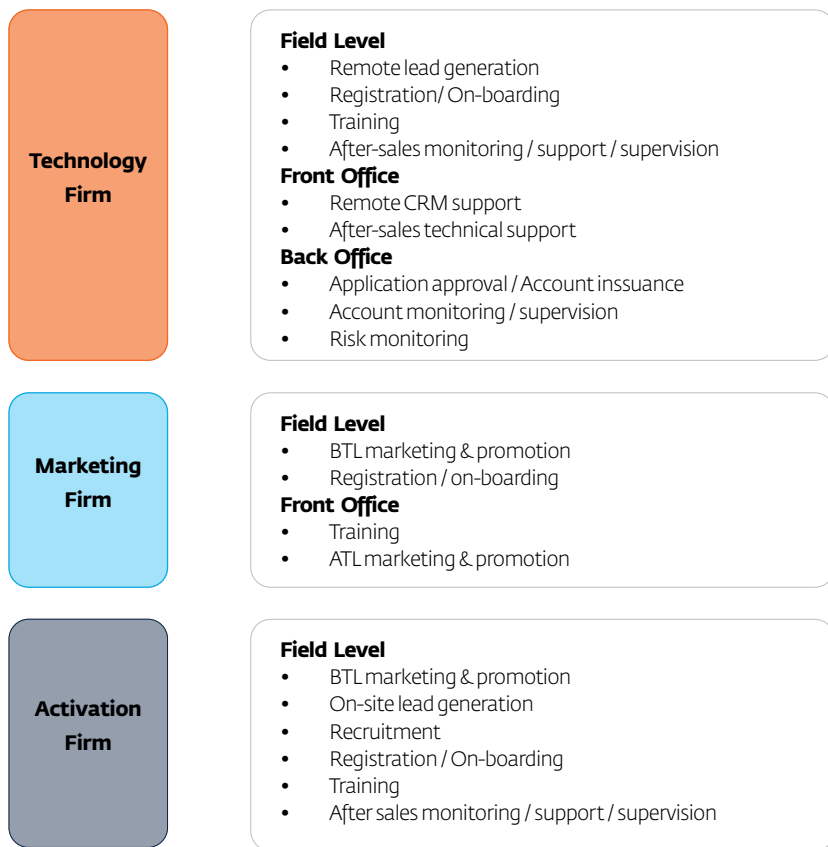 Technology
Firm
Field Level
• Remote lead generation
• Registration/ On-boarding
• Training
• After-sales monitoring / support / supervision
Front Office
• Remote CRM support
• After-sales technical support
Back Office
• Application approval / Account inssuance
• Account monitoring / supervision
• Risk monitoring
Marketing
Firm
Field Level
• BTL marketing & promotion
• Registration / on-boarding
Front Office
• Training
• ATL marketing & promotion
Activation
Firm
Field Level
• BTL marketing & promotion
• On-site lead generation
• Recruitment
• Registration / On-boarding
• Training
• After sales monitoring / support / supervision